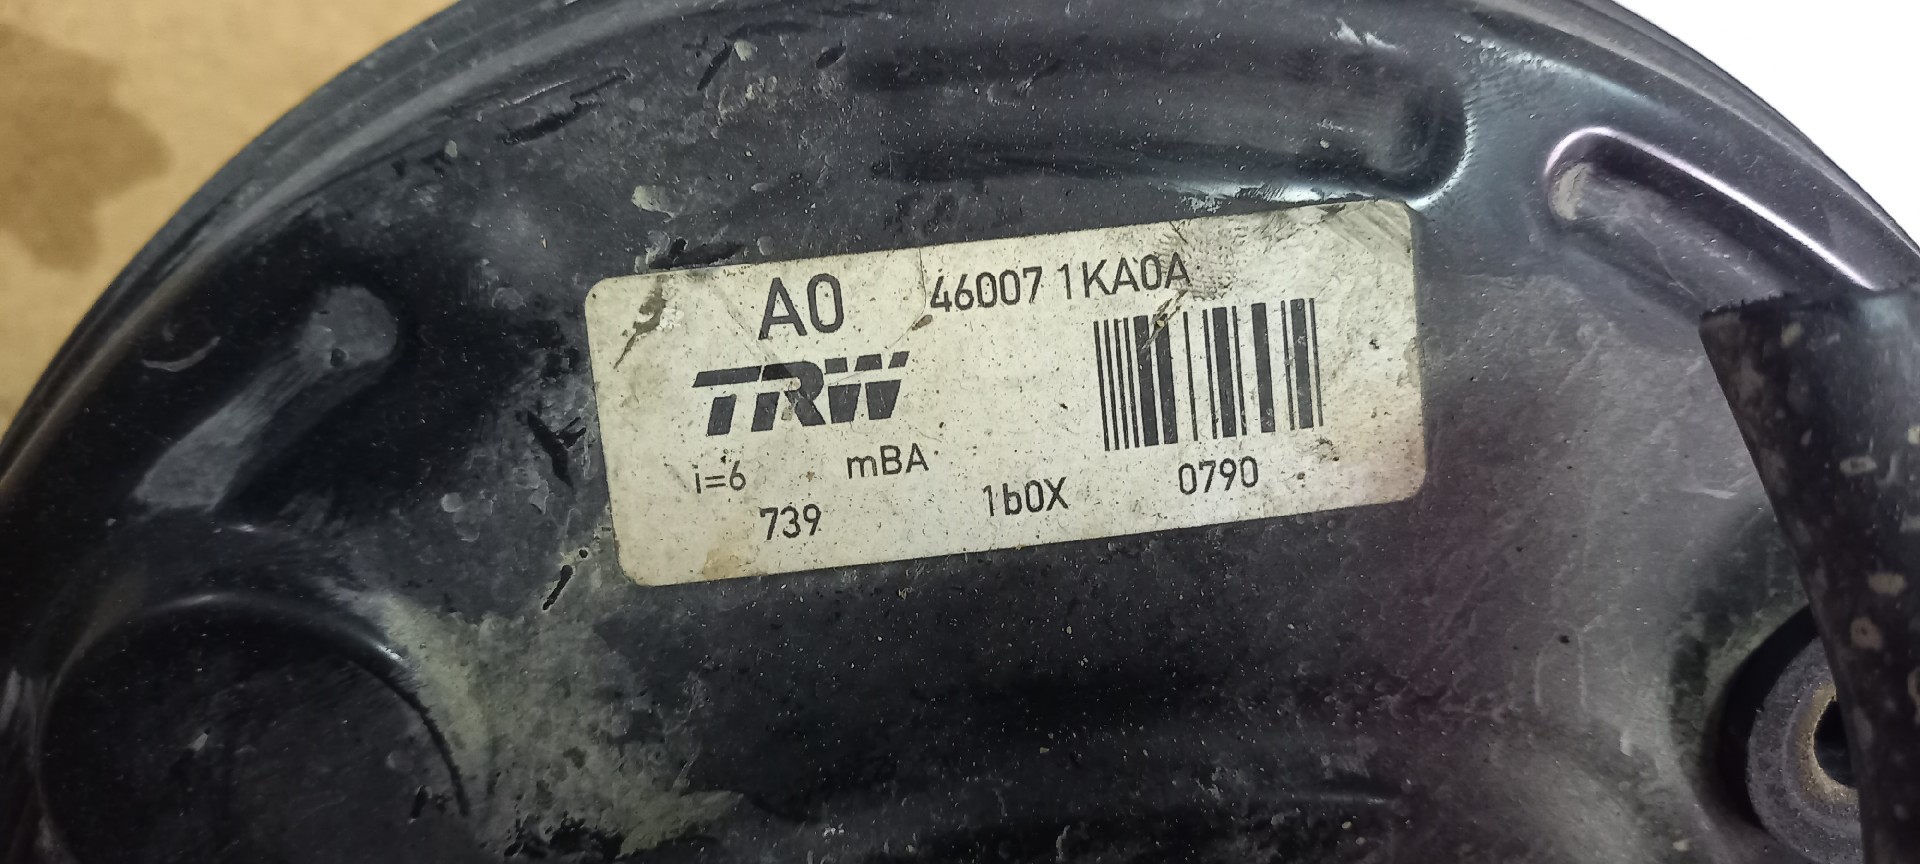 A0 46007 1KA0A
TRW
i=6 mBA
739 1b0X 0790